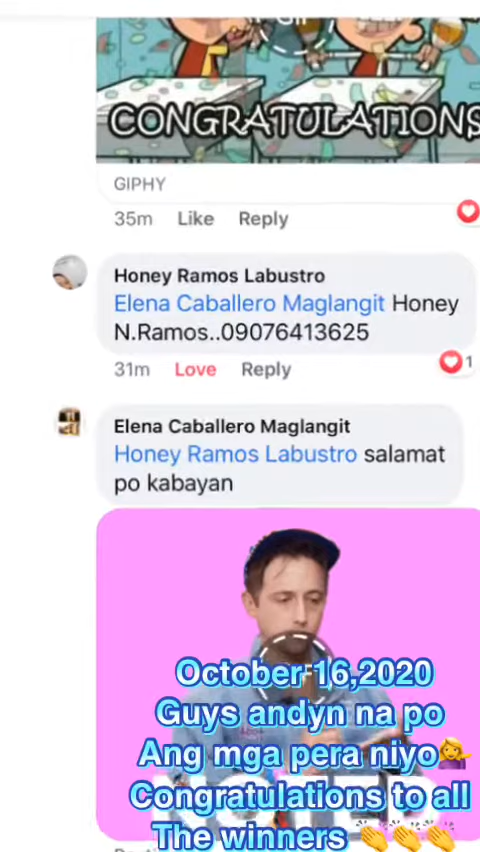 GIF
CONGRATULATIONS
GIPHY
35m Like Reply
Honey Ramos Labustro
Elena Caballero Maglangit Honey
N.Ramos..09076413625
31m Love Reply
1
Elena Caballero Maglangit
Honey Ramos Labustro salamat
po kabayan
October 16,2020
Guys andyn na po
Ang mga pera niyo💁‍♀️
Congratulations to all
The winners 👏👏👏